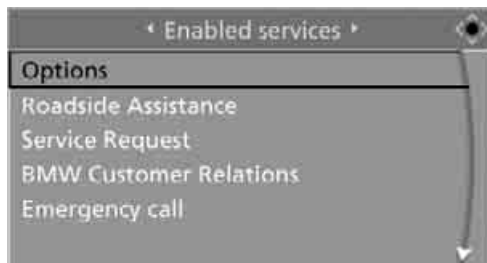 Enabled services
Options
Roadside Assistance
Service Request
BMW Customer Relations
Emergency call